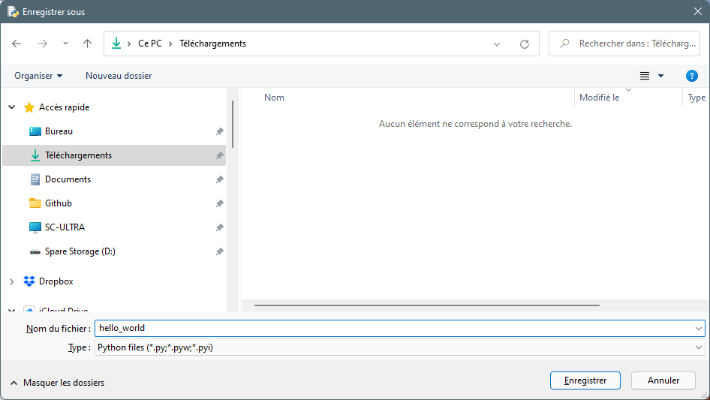 Enregistrer sous
Ce PC > Téléchargements
Rechercher dans : Télécharg...
Organiser
Nouveau dossier
?
Accès rapide
Bureau
Téléchargements
Documents
Github
SC-ULTRA
Spare Storage (D:)
Dropbox
iCloud Drive
Nom
Modifié le
Type
Aucun élément ne correspond à votre recherche.
Nom du fichier : hello_world
Type : Python files (*.py;*.pyw;*.pyi)
Masquer les dossiers
Enregistrer
Annuler